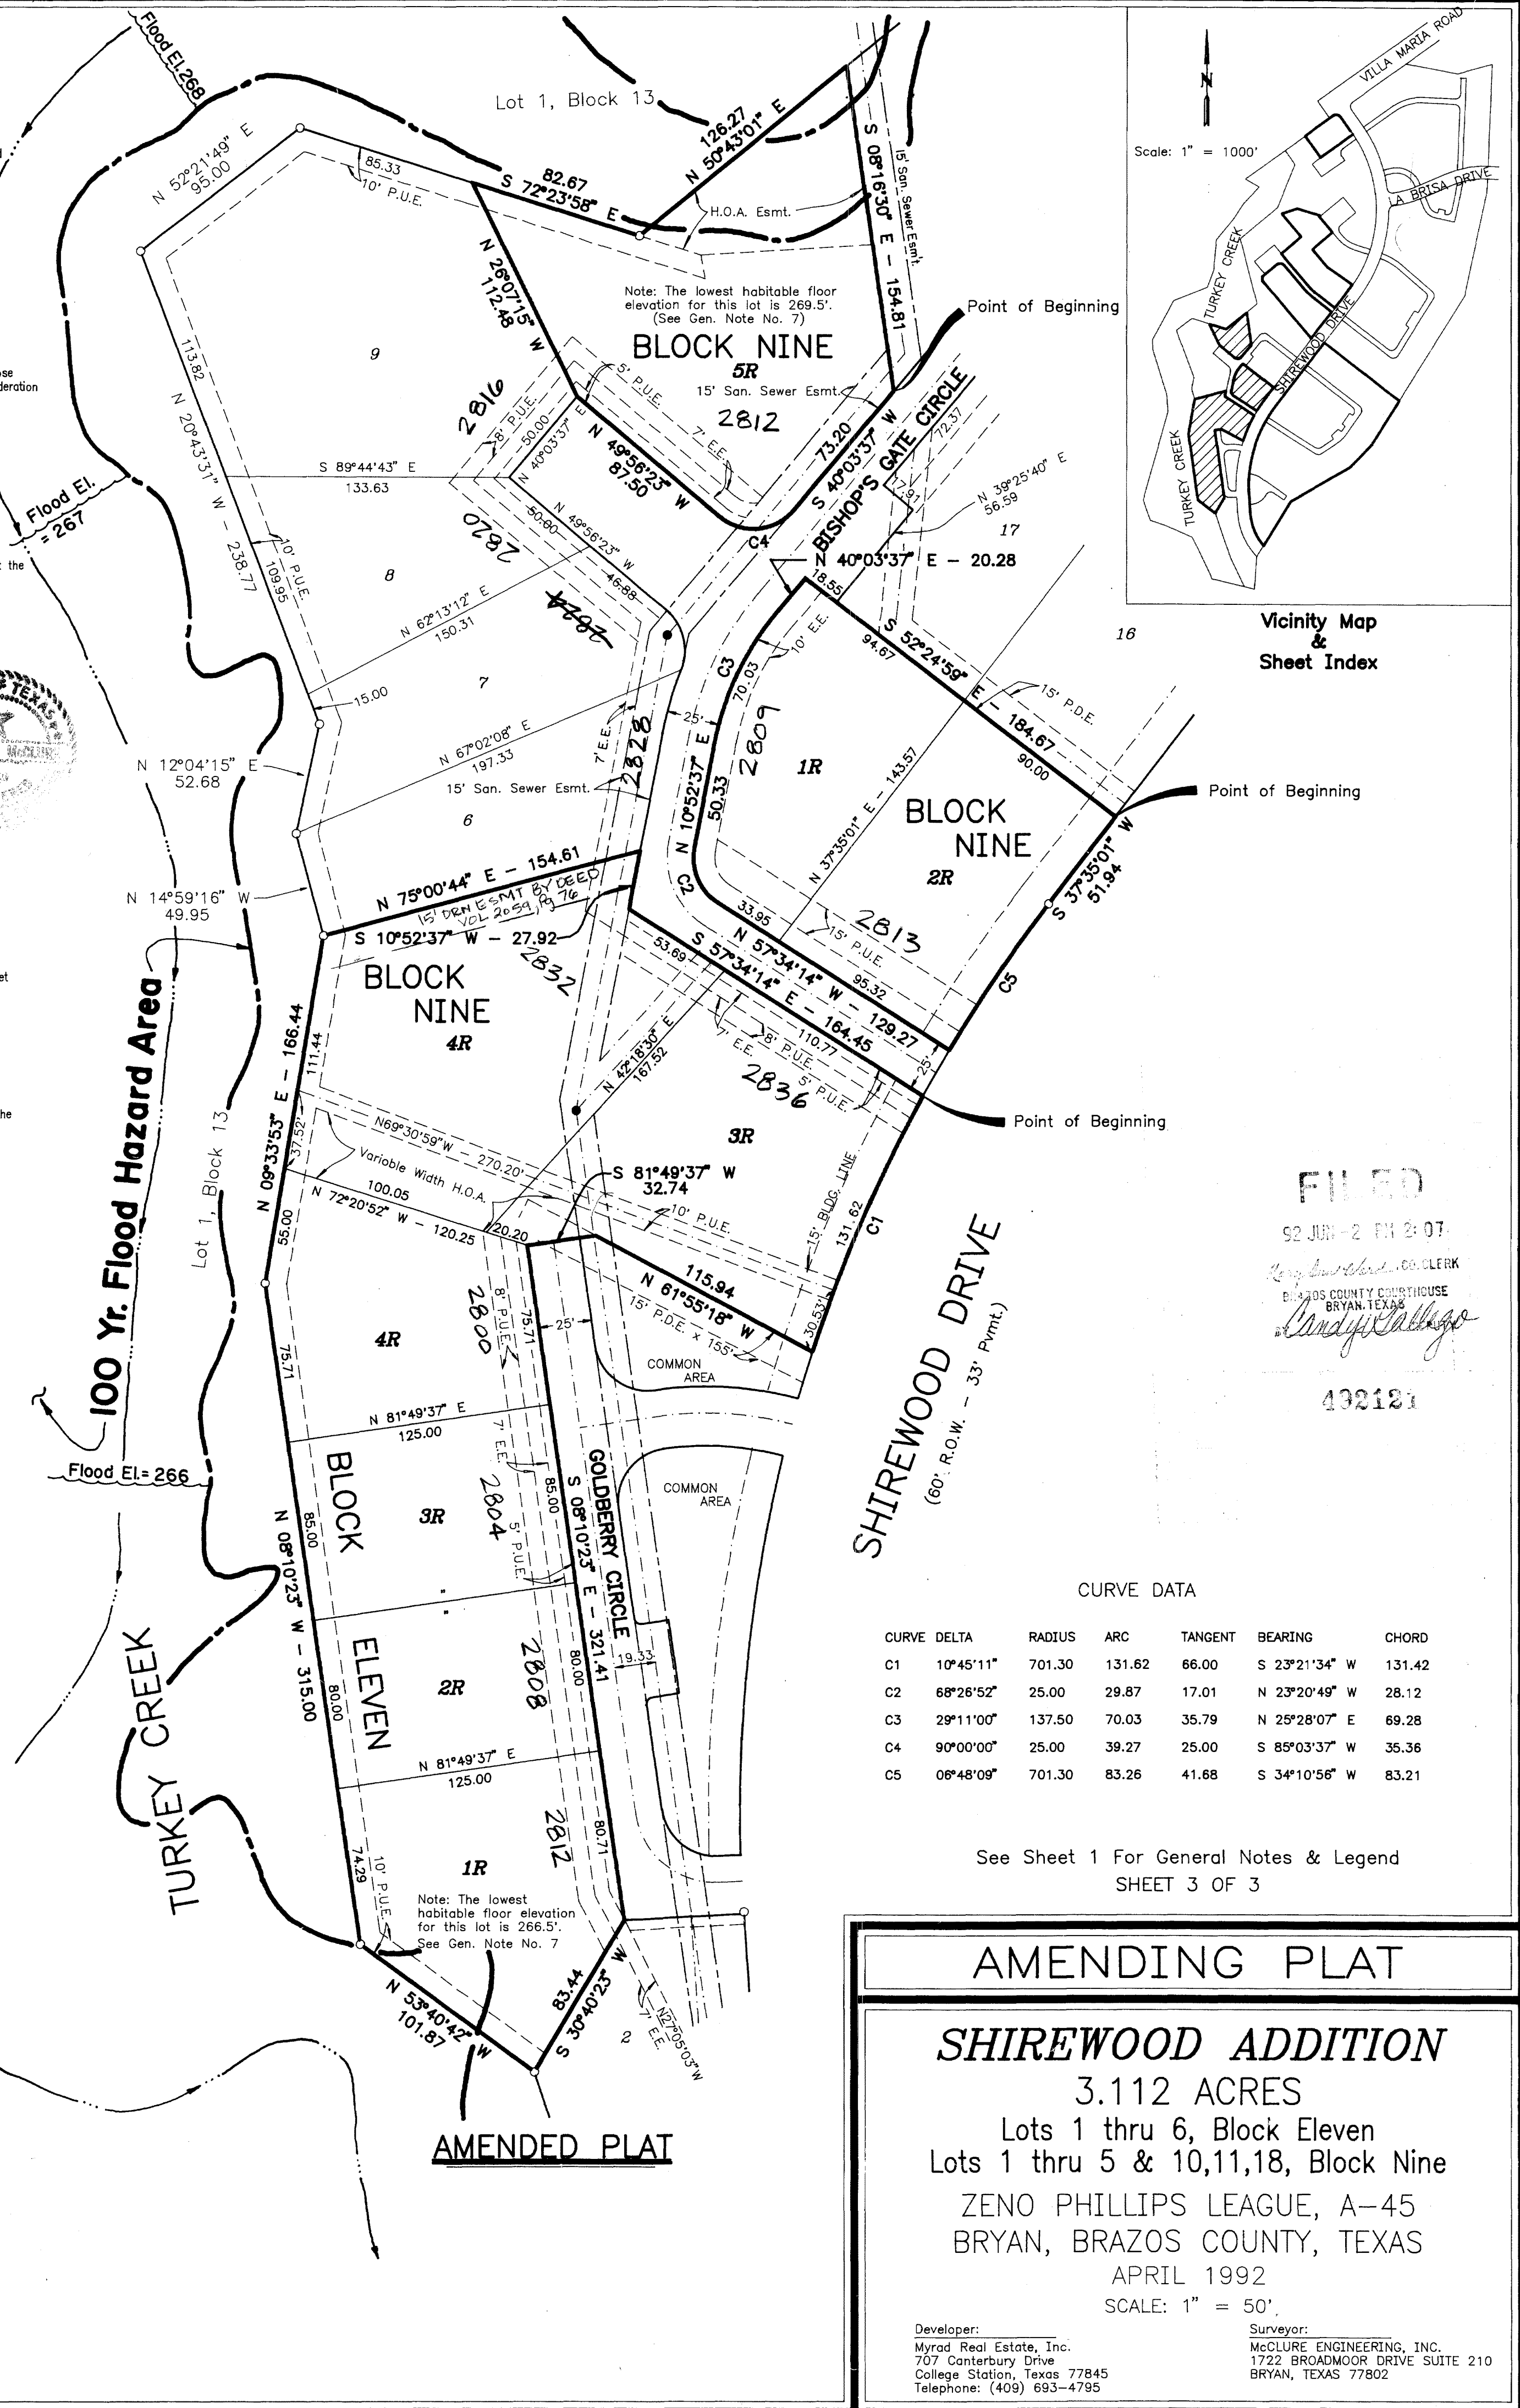 Flood El.268
Lot 1, Block 13
N 52°21'49" E
95.00
85.33
10' P.U.E.
82.67
S 72°23'58" E
126.27
N 50°43'01" E
H.O.A. Esmt.
S 08°16'30" E - 154.81
15' San. Sewer Esm't.
N
Scale: 1" = 1000'
VILLA MARIA ROAD
LA BRISA DRIVE
TURKEY CREEK
SHIREWOOD DRIVE
TURKEY CREEK
Vicinity Map
&
Sheet Index
N 26°07'15" W
112.48
Note: The lowest habitable floor
elevation for this lot is 269.5'.
(See Gen. Note No. 7)
BLOCK NINE
5R
15' San. Sewer Esmt.
2812
Point of Beginning
5' P.U.E.
7' E.E.
N 49°56'23" W
87.50
73.20
S 40°03'37" W
BISHOP'S GATE CIRCLE
72.37
17.91
N 39°25'40" E
56.59
17
C4
N 40°03'37" E - 20.28
9
2816
8' P.U.E.
50.00
N 40°03'37" E
113.82
N 20°43'31" W - 238.77
S 89°44'43" E
133.63
Flood El.
= 267
10' P.U.E.
109.95
2820
N 49°56'23" W
50.00
46.88
8
2824
N 62°13'12" E
150.31
7
15.00
N 67°02'08" E
197.33
15' San. Sewer Esmt.
7' E.E.
2828
6
N 12°04'15" E
52.68
N 14°59'16" W
49.95
18.55
10' E.E.
C3
70.03
25'
2809
N 10°52'37" E
50.33
C2
1R
S 52°24'59" E - 184.67
94.67
90.00
15' P.D.E.
16
N 37°35'01" E - 143.57
BLOCK
NINE
2R
Point of Beginning
S 37°35'01" W
51.94
C5
2813
33.95
15' P.U.E.
N 57°34'14" W - 129.27
95.32
N 75°00'44" E - 154.61
15' DRN ESMT BY DEED
VOL 2059, Pg 76
S 10°52'37" W - 27.92
2832
BLOCK
NINE
4R
53.69
S 57°34'14" E - 164.45
110.77
7' E.E.
8' P.U.E.
5' P.U.E.
25'
2836
N 42°18'30" E
167.52
Point of Beginning
3R
100 Yr. Flood Hazard Area
Lot 1, Block 13
N 09°33'53" E - 166.44
111.44
37.52'
55.00
N69°30'59"W - 270.20'
Variable Width H.O.A.
100.05
N 72°20'52" W - 120.25
20.20
S 81°49'37" W
32.74
10' P.U.E.
15' BLDG. LINE
131.62
C1
30.53'
115.94
N 61°55'18" W
15' P.D.E. x 155'
COMMON
AREA
SHIREWOOD DRIVE
(60' R.O.W. - 33' Pvmt.)
FILED
92 JUN -2 PM 2:07
CO. CLERK
BRAZOS COUNTY COURTHOUSE
BRYAN, TEXAS
492121
4R
75.71
8' P.U.E.
2800
75.71
25'
N 81°49'37" E
125.00
Flood El.= 266
BLOCK
ELEVEN
3R
85.00
N 08°10'23" W - 315.00
7' E.E.
2804
5' P.U.E.
85.00
S 08°10'23" E - 321.41
GOLDBERRY CIRCLE
COMMON
AREA
"
"
2R
2808
80.00
80.00
19.33
N 81°49'37" E
125.00
TURKEY CREEK
2812
80.71
1R
74.29
10' P.U.E.
Note: The lowest
habitable floor elevation
for this lot is 266.5'.
See Gen. Note No. 7
N 53°40'42" W
101.87
83.44
S 30°40'23" W
2
N27°05'03"W
7' E.E.
AMENDED PLAT
CURVE DATA
CURVE DELTA RADIUS ARC TANGENT BEARING CHORD
C1 10°45'11" 701.30 131.62 66.00 S 23°21'34" W 131.42
C2 68°26'52" 25.00 29.87 17.01 N 23°20'49" W 28.12
C3 29°11'00" 137.50 70.03 35.79 N 25°28'07" E 69.28
C4 90°00'00" 25.00 39.27 25.00 S 85°03'37" W 35.36
C5 06°48'09" 701.30 83.26 41.68 S 34°10'56" W 83.21
See Sheet 1 For General Notes & Legend
SHEET 3 OF 3
AMENDING PLAT
SHIREWOOD ADDITION
3.112 ACRES
Lots 1 thru 6, Block Eleven
Lots 1 thru 5 & 10,11,18, Block Nine
ZENO PHILLIPS LEAGUE, A-45
BRYAN, BRAZOS COUNTY, TEXAS
APRIL 1992
SCALE: 1" = 50'
Developer:
Myrad Real Estate, Inc.
707 Canterbury Drive
College Station, Texas 77845
Telephone: (409) 693-4795
Surveyor:
McCLURE ENGINEERING, INC.
1722 BROADMOOR DRIVE SUITE 210
BRYAN, TEXAS 77802